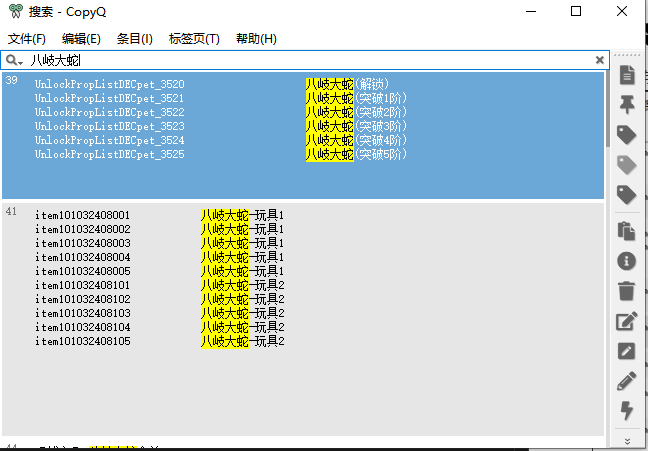 搜索 - CopyQ
文件(F) 编辑(E) 条目(I) 标签页(T) 帮助(H)
八岐大蛇
39
UnlockPropListDECpet_3520 八岐大蛇(解锁)
UnlockPropListDECpet_3521 八岐大蛇(突破1阶)
UnlockPropListDECpet_3522 八岐大蛇(突破2阶)
UnlockPropListDECpet_3523 八岐大蛇(突破3阶)
UnlockPropListDECpet_3524 八岐大蛇(突破4阶)
UnlockPropListDECpet_3525 八岐大蛇(突破5阶)
41
item101032408001 八岐大蛇-玩具1
item101032408002 八岐大蛇-玩具1
item101032408003 八岐大蛇-玩具1
item101032408004 八岐大蛇-玩具1
item101032408005 八岐大蛇-玩具1
item101032408101 八岐大蛇-玩具2
item101032408102 八岐大蛇-玩具2
item101032408103 八岐大蛇-玩具2
item101032408104 八岐大蛇-玩具2
item101032408105 八岐大蛇-玩具2